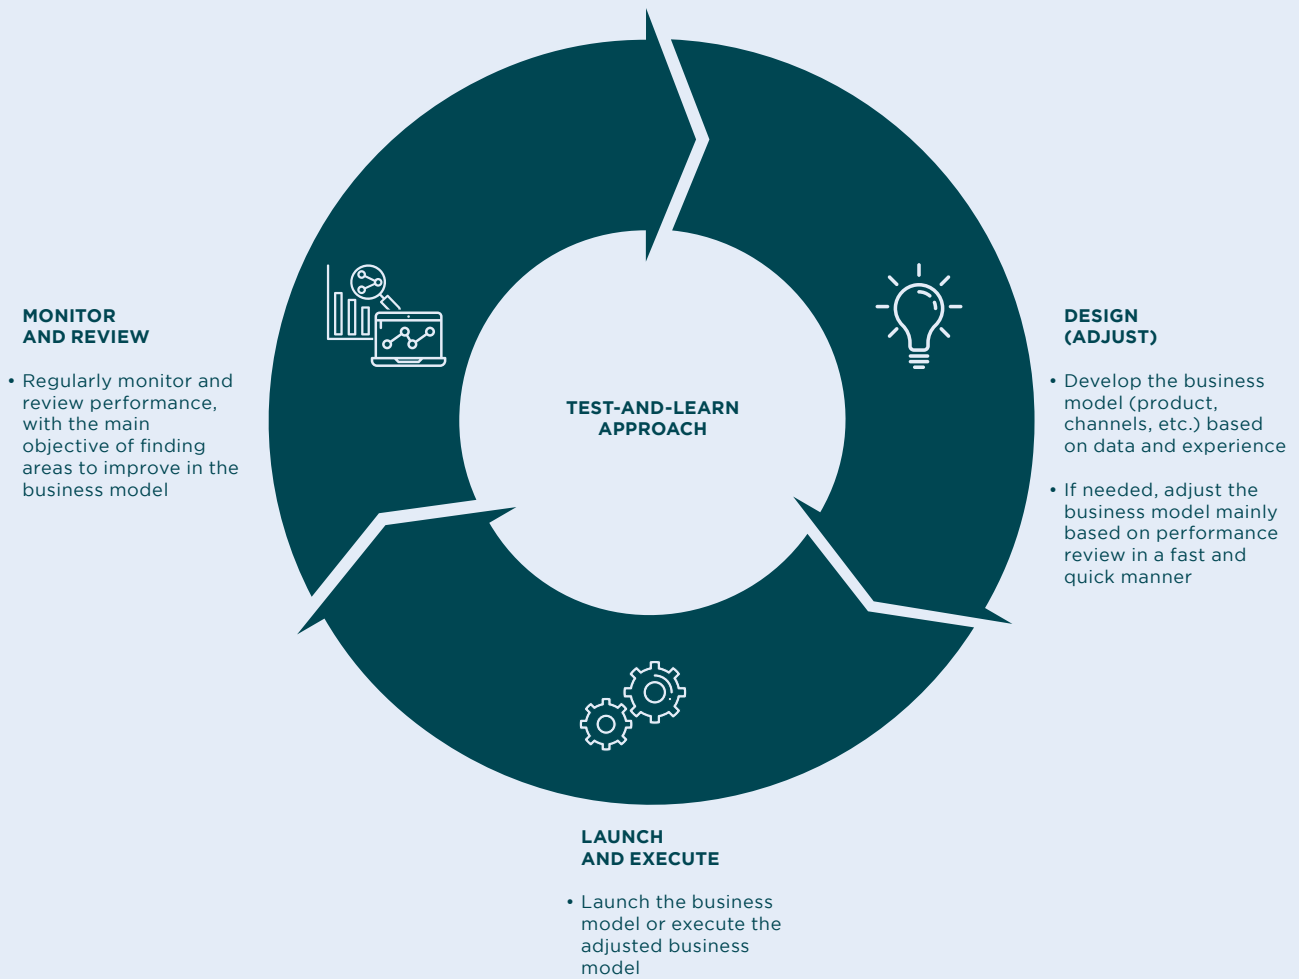 MONITOR
AND REVIEW
• Regularly monitor and
review performance,
with the main
objective of finding
areas to improve in the
business model
TEST-AND-LEARN
APPROACH
DESIGN
(ADJUST)
• Develop the business
model (product,
channels, etc.) based
on data and experience
• If needed, adjust the
business model mainly
based on performance
review in a fast and
quick manner
LAUNCH
AND EXECUTE
• Launch the business
model or execute the
adjusted business
model